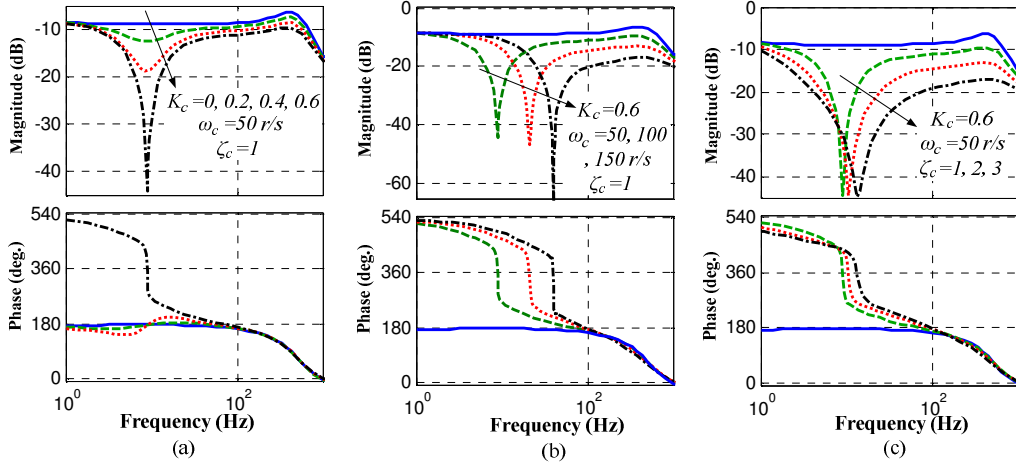 Magnitude (dB)
-10
-20
-30
-40
K_c=0, 0.2, 0.4, 0.6
ω_c=50 r/s
ζ_c=1
Phase (deg.)
540
360
180
0
10^0
10^2
Frequency (Hz)
(a)
Magnitude (dB)
0
-20
-40
-60
K_c=0.6
ω_c=50, 100
, 150 r/s
ζ_c=1
Phase (deg.)
540
360
180
0
10^0
10^2
Frequency (Hz)
(b)
Magnitude (dB)
0
-10
-20
-30
-40
K_c=0.6
ω_c=50 r/s
ζ_c=1, 2, 3
Phase (deg.)
540
360
180
0
10^0
10^2
Frequency (Hz)
(c)